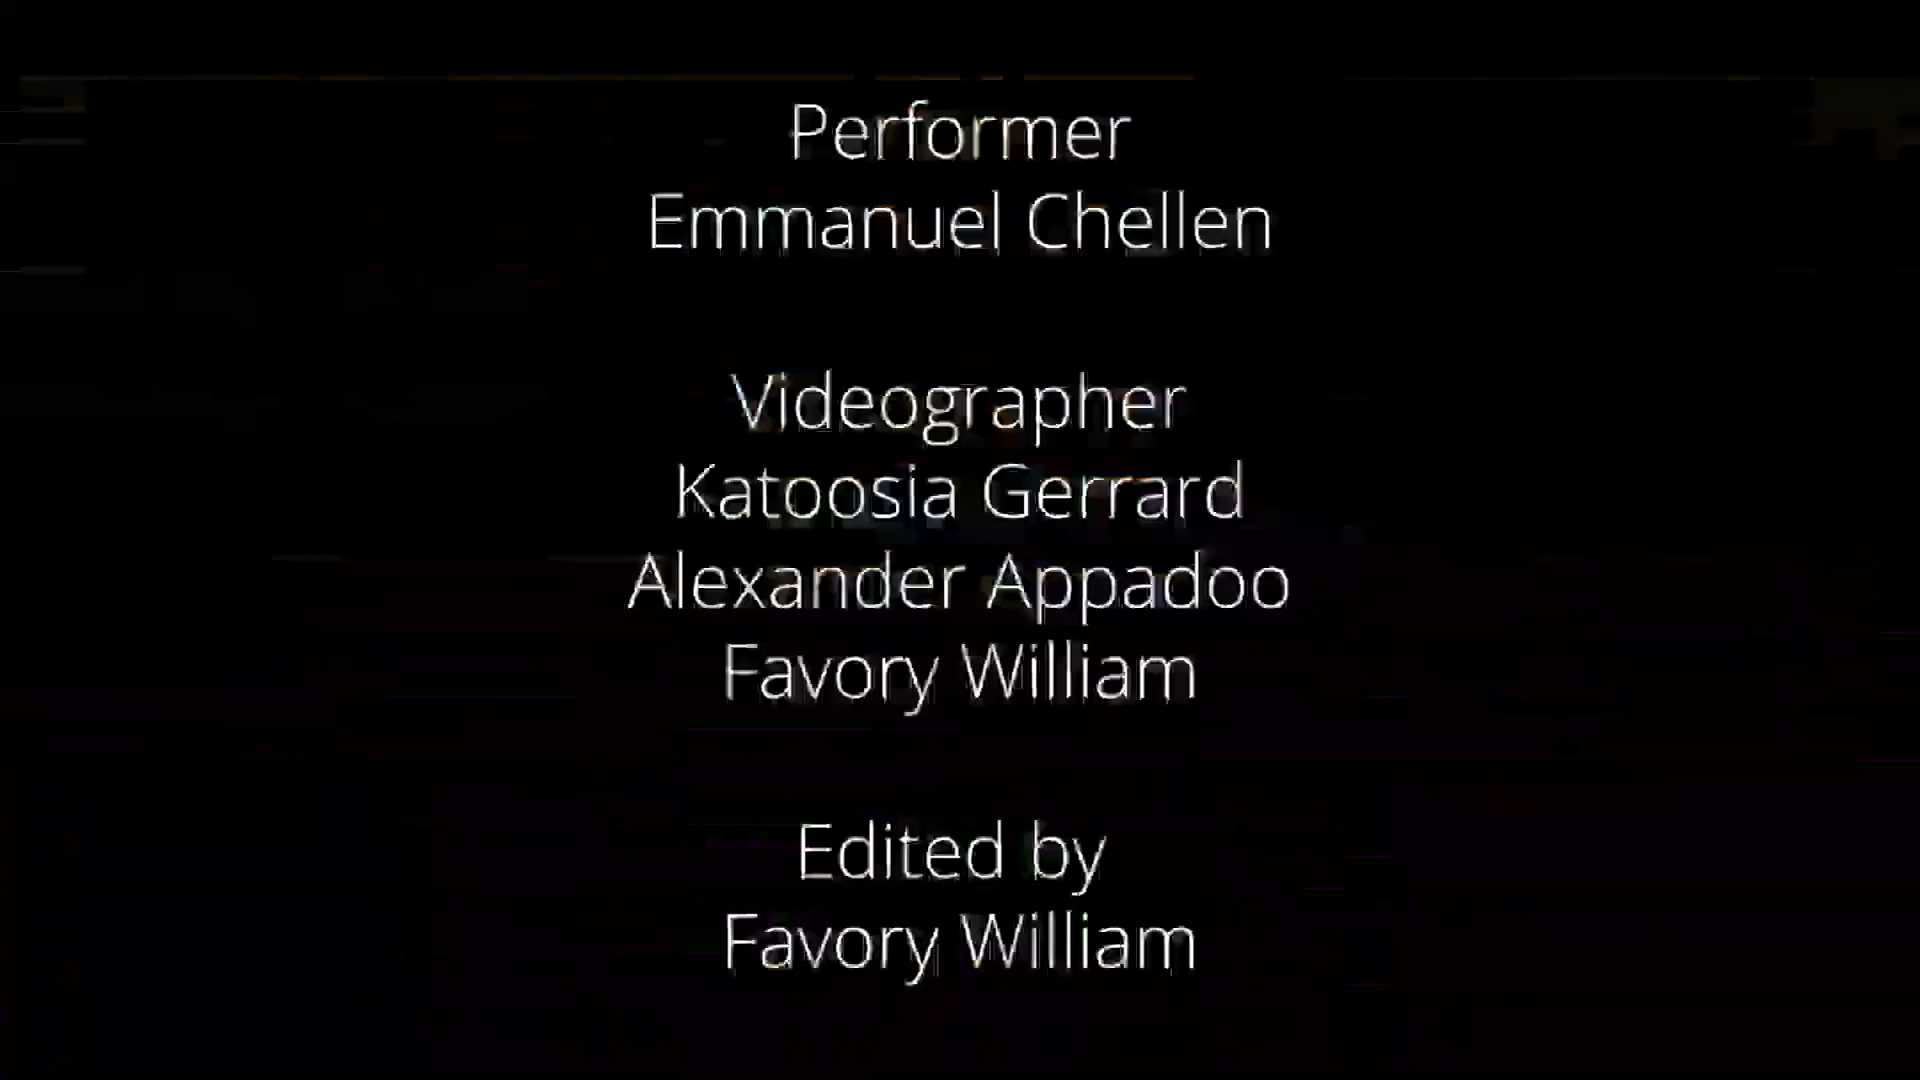 Performer
Emmanuel Chellen
Videographer
Katoosia Gerrard
Alexander Appadoo
Favory William
Edited by
Favory William